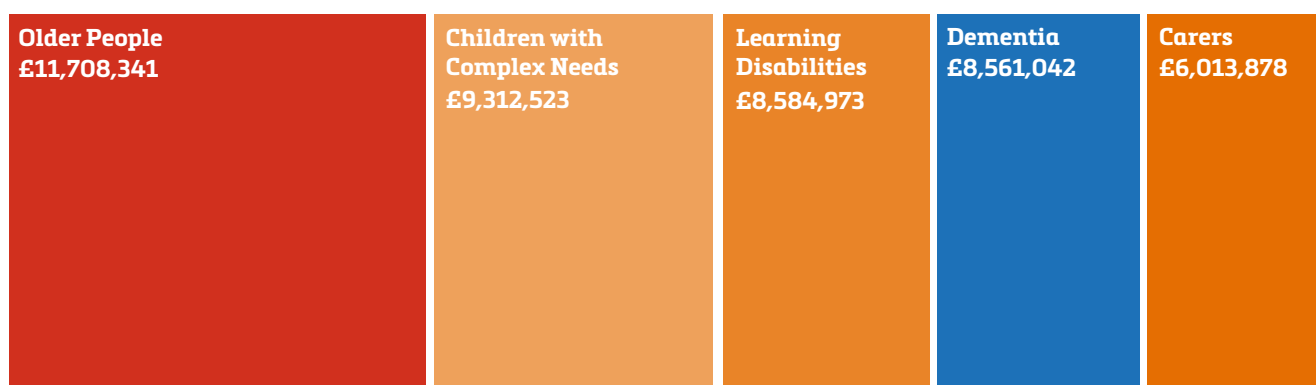 Older People
£11,708,341
Children with
Complex Needs
£9,312,523
Learning
Disabilities
£8,584,973
Dementia
£8,561,042
Carers
£6,013,878